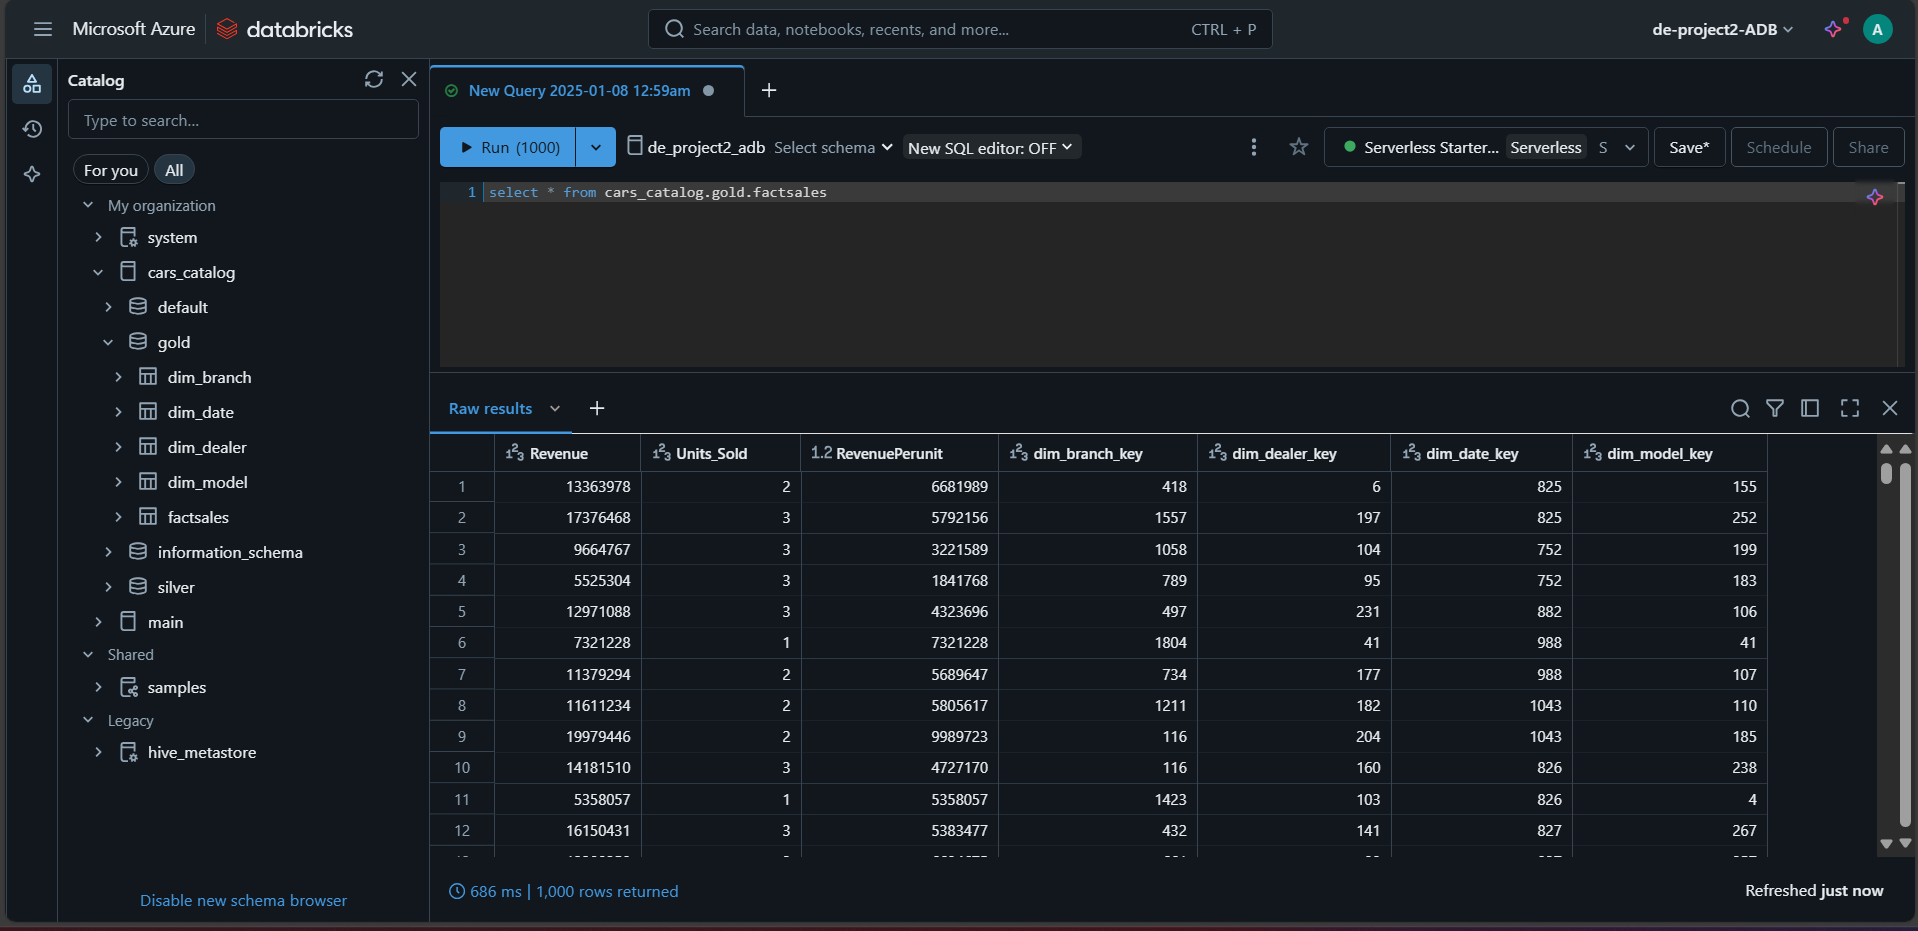 Microsoft Azure databricks
Search data, notebooks, recents, and more... CTRL + P
de-project2-ADB A
Catalog
Type to search...
For you All
My organization
system
cars_catalog
default
gold
dim_branch
dim_date
dim_dealer
dim_model
factsales
information_schema
silver
main
Shared
samples
Legacy
hive_metastore
Disable new schema browser
New Query 2025-01-08 12:59am
Run (1000) de_project2_adb Select schema New SQL editor: OFF Serverless Starter... Serverless S Save* Schedule Share
1 select * from cars_catalog.gold.factsales
Raw results
123 Revenue 123 Units_Sold 1.2 RevenuePerunit 123 dim_branch_key 123 dim_dealer_key 123 dim_date_key 123 dim_model_key
1 13363978 2 6681989 418 6 825 155
2 17376468 3 5792156 1557 197 825 252
3 9664767 3 3221589 1058 104 752 199
4 5525304 3 1841768 789 95 752 183
5 12971088 3 4323696 497 231 882 106
6 7321228 1 7321228 1804 41 988 41
7 11379294 2 5689647 734 177 988 107
8 11611234 2 5805617 1211 182 1043 110
9 19979446 2 9989723 116 204 1043 185
10 14181510 3 4727170 116 160 826 238
11 5358057 1 5358057 1423 103 826 4
12 16150431 3 5383477 432 141 827 267
686 ms | 1,000 rows returned
Refreshed just now